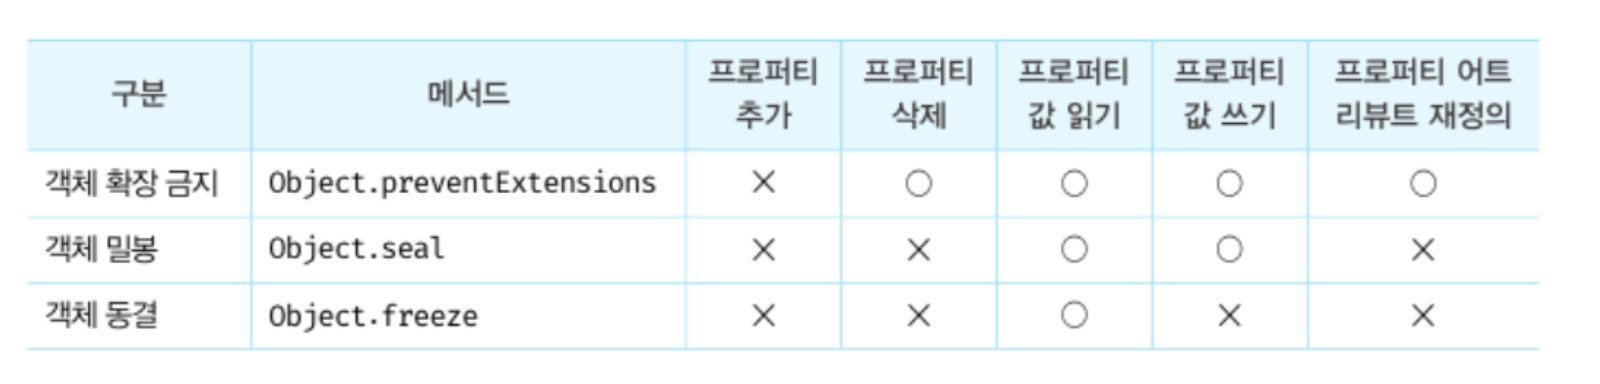 구분 메서드 프로퍼티 추가 프로퍼티 삭제 프로퍼티 값 읽기 프로퍼티 값 쓰기 프로퍼티 어트리뷰트 재정의
객체 확장 금지 Object.preventExtensions × ○ ○ ○ ○
객체 밀봉 Object.seal × × ○ ○ ×
객체 동결 Object.freeze × × ○ × ×